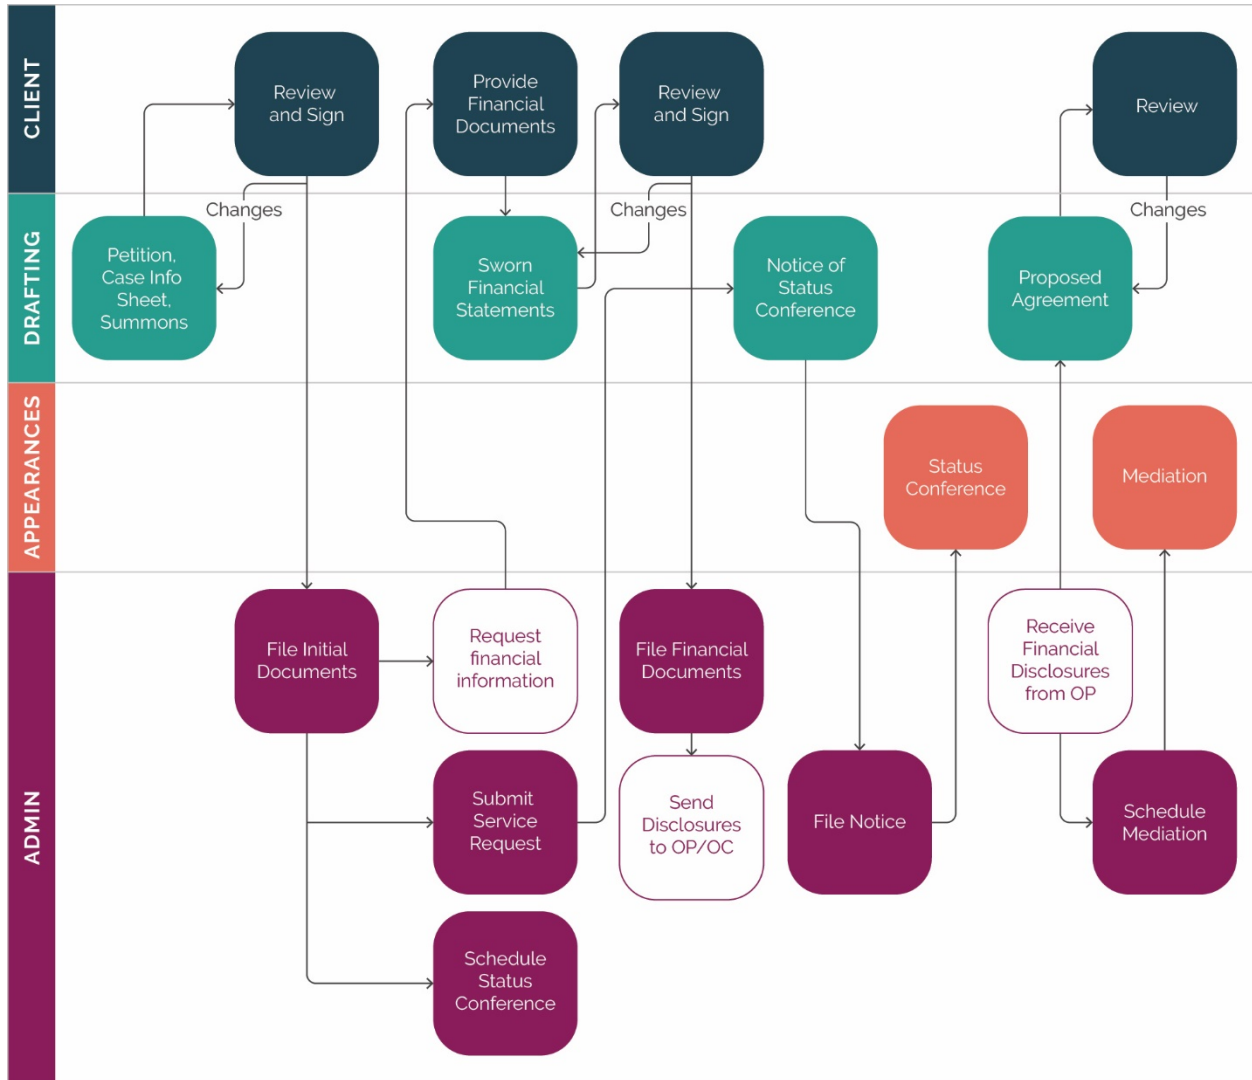 CLIENT
Review
and Sign
Provide
Financial
Documents
Review
and Sign
Review
DRAFTING
Changes
Changes
Changes
Petition,
Case Info
Sheet,
Summons
Sworn
Financial
Statements
Notice of
Status
Conference
Proposed
Agreement
APPEARANCES
Status
Conference
Mediation
ADMIN
File Initial
Documents
Request
financial
information
File Financial
Documents
Receive
Financial
Disclosures
from OP
Submit
Service
Request
Send
Disclosures
to OP/OC
File Notice
Schedule
Mediation
Schedule
Status
Conference